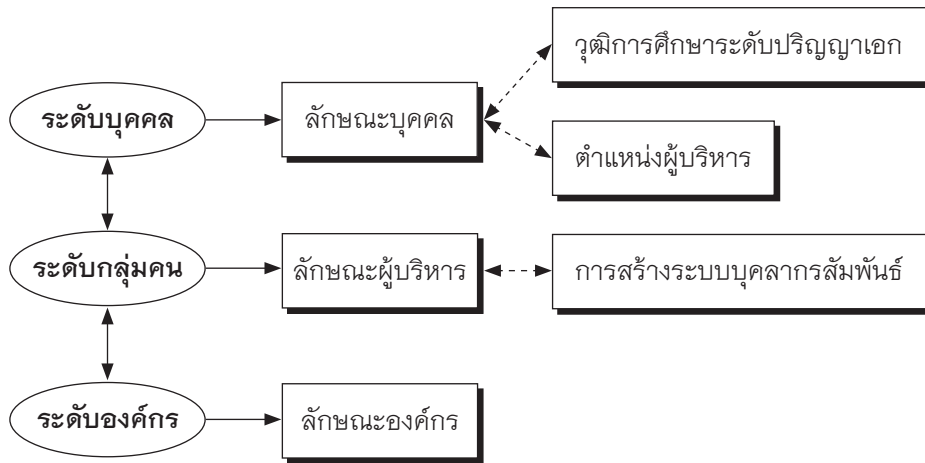 วุฒิการศึกษาระดับปริญญาเอก
ระดับบุคคล
ลักษณะบุคคล
ตำแหน่งผู้บริหาร
ระดับกลุ่มคน
ลักษณะผู้บริหาร
การสร้างระบบบุคลากรสัมพันธ์
ระดับองค์กร
ลักษณะองค์กร